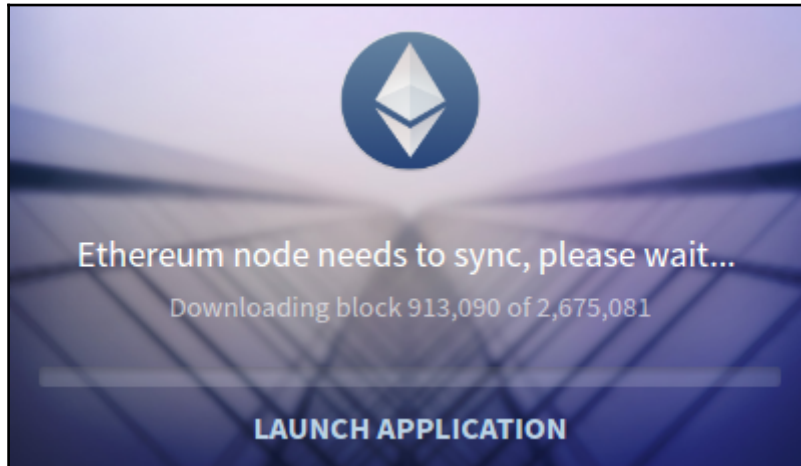 Ethereum node needs to sync, please wait...
Downloading block 913,090 of 2,675,081
LAUNCH APPLICATION